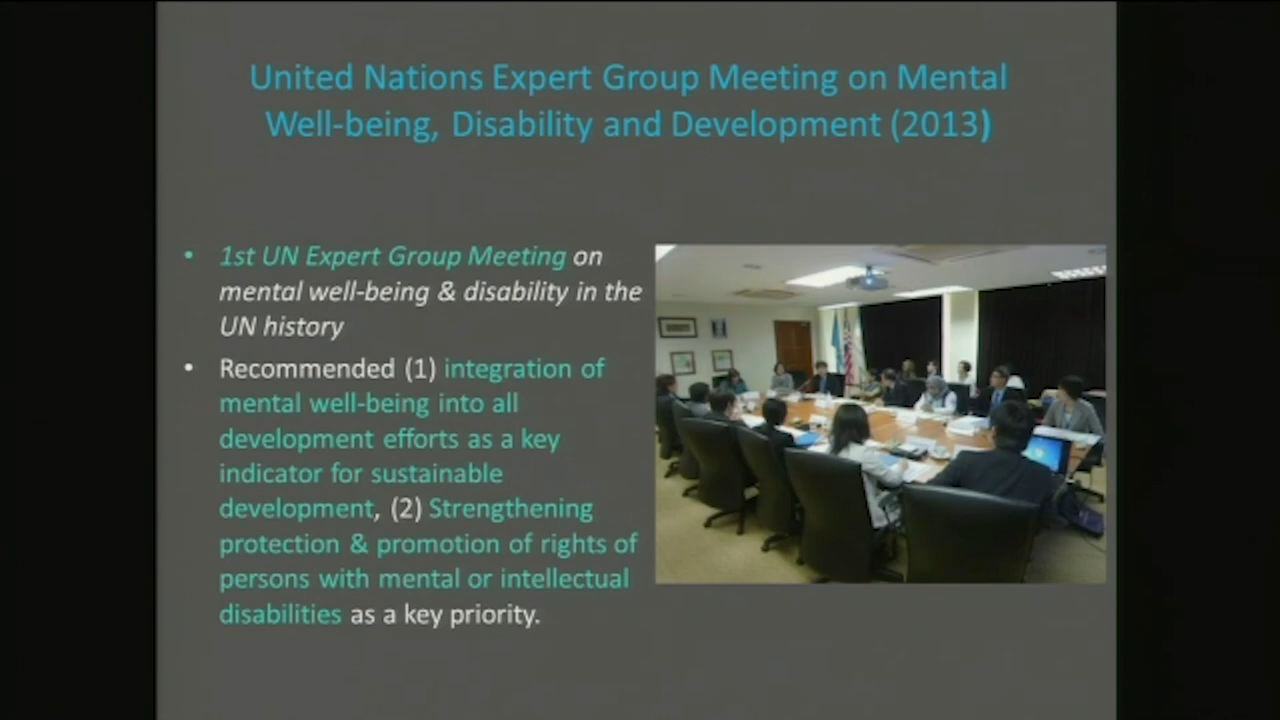 United Nations Expert Group Meeting on Mental
Well-being, Disability and Development (2013)
• 1st UN Expert Group Meeting on
mental well-being & disability in the
UN history
• Recommended (1) integration of
mental well-being into all
development efforts as a key
indicator for sustainable
development, (2) Strengthening
protection & promotion of rights of
persons with mental or intellectual
disabilities as a key priority.